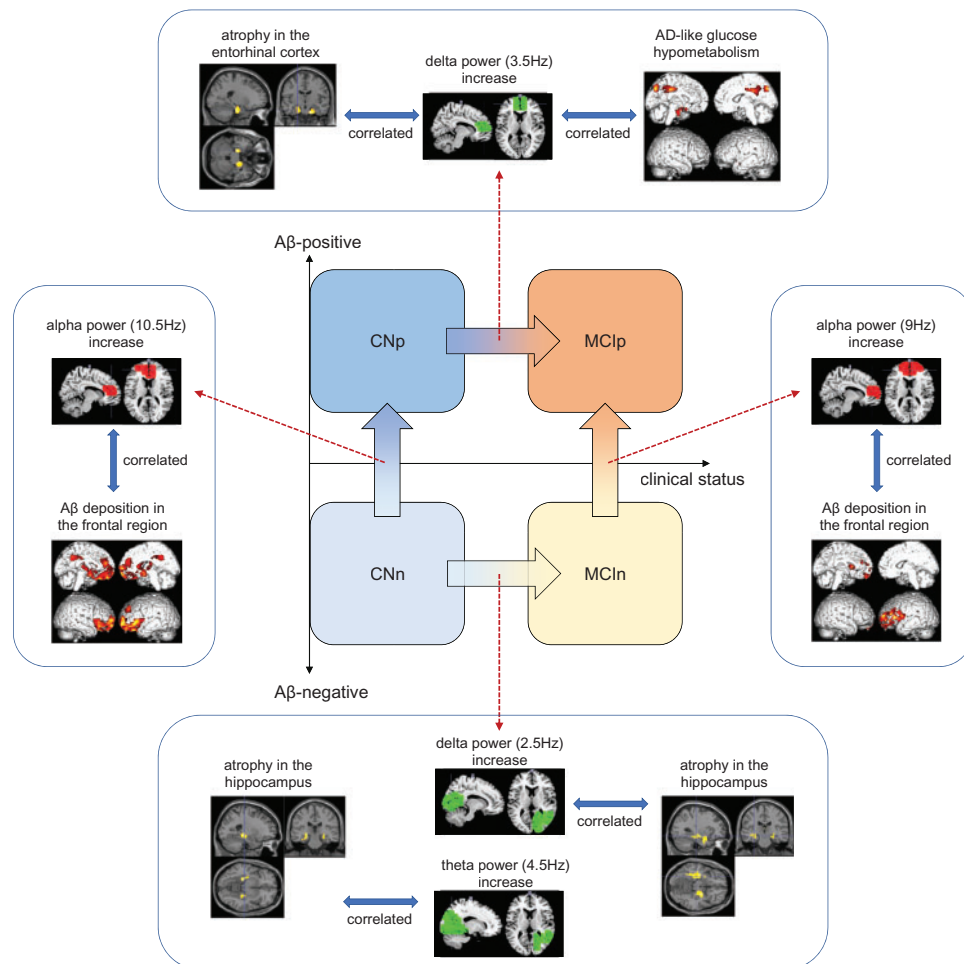 atrophy in the
entorhinal cortex
delta power (3.5Hz)
increase
AD-like glucose
hypometabolism
correlated
correlated
Aβ-positive
alpha power (10.5Hz)
increase
correlated
Aβ deposition in
the frontal region
CNp
MCIp
clinical status
CNn
MCIn
Aβ-negative
alpha power (9Hz)
increase
correlated
Aβ deposition in
the frontal region
atrophy in the
hippocampus
delta power (2.5Hz)
increase
atrophy in the
hippocampus
correlated
theta power (4.5Hz)
increase
correlated